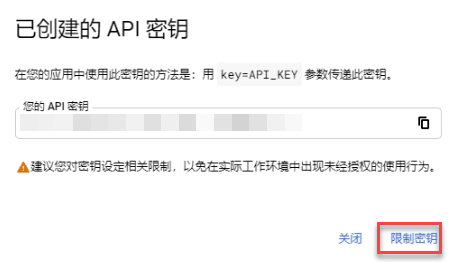 已创建的 API 密钥
在您的应用中使用此密钥的方法是：用 key=API_KEY 参数传递此密钥。
您的 API 密钥
建议您对密钥设定相关限制，以免在实际工作环境中出现未经授权的使用行为。
关闭 限制密钥